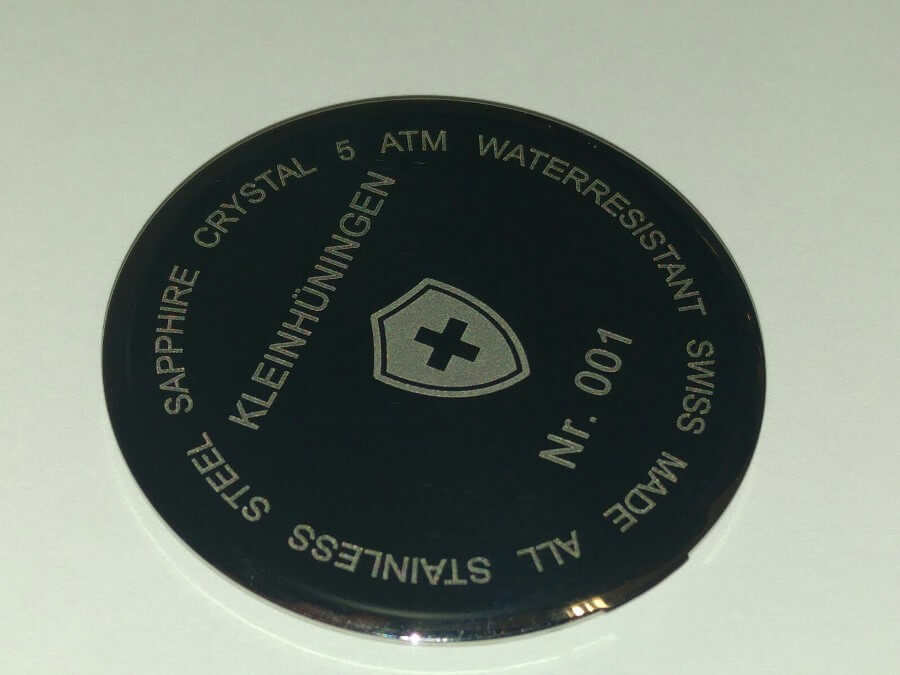 KLEINHÜNINGEN
Nr. 001
SAPPHIRE CRYSTAL 5 ATM WATERRESISTANT SWISS MADE ALL STAINLESS STEEL